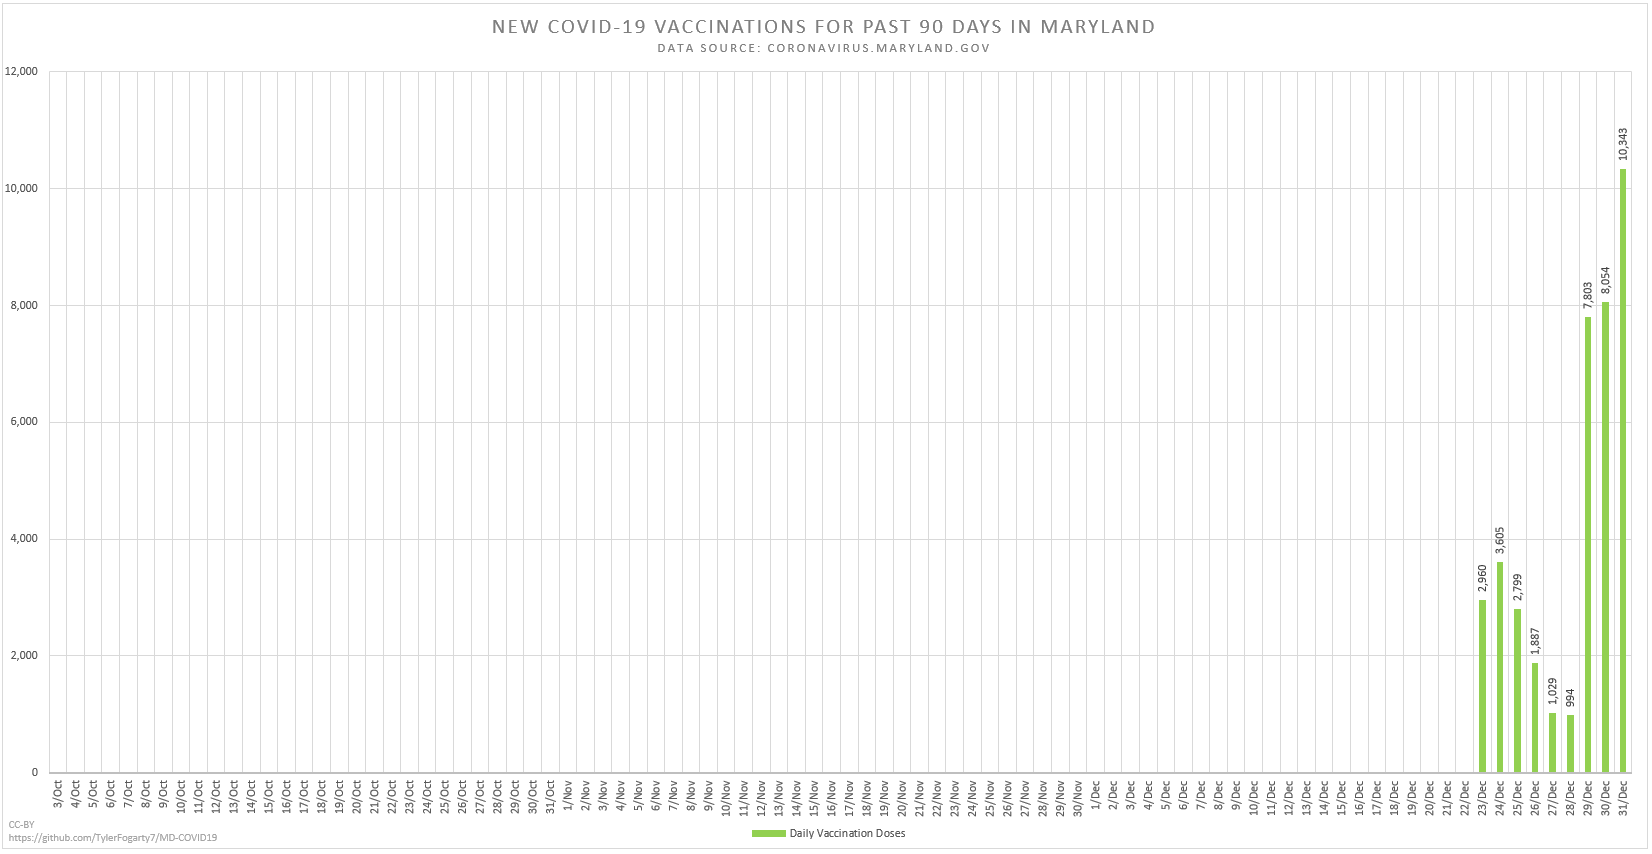 NEW COVID-19 VACCINATIONS FOR PAST 90 DAYS IN MARYLAND
DATA SOURCE: CORONAVIRUS.MARYLAND.GOV
12,000
10,000
8,000
6,000
4,000
2,000
0
2,960
3,605
2,799
1,887
1,029
994
7,803
8,054
10,343
3/Oct
4/Oct
5/Oct
6/Oct
7/Oct
8/Oct
9/Oct
10/Oct
11/Oct
12/Oct
13/Oct
14/Oct
15/Oct
16/Oct
17/Oct
18/Oct
19/Oct
20/Oct
21/Oct
22/Oct
23/Oct
24/Oct
25/Oct
26/Oct
27/Oct
28/Oct
29/Oct
30/Oct
31/Oct
1/Nov
2/Nov
3/Nov
4/Nov
5/Nov
6/Nov
7/Nov
8/Nov
9/Nov
10/Nov
11/Nov
12/Nov
13/Nov
14/Nov
15/Nov
16/Nov
17/Nov
18/Nov
19/Nov
20/Nov
21/Nov
22/Nov
23/Nov
24/Nov
25/Nov
26/Nov
27/Nov
28/Nov
29/Nov
30/Nov
1/Dec
2/Dec
3/Dec
4/Dec
5/Dec
6/Dec
7/Dec
8/Dec
9/Dec
10/Dec
11/Dec
12/Dec
13/Dec
14/Dec
15/Dec
16/Dec
17/Dec
18/Dec
19/Dec
20/Dec
21/Dec
22/Dec
23/Dec
24/Dec
25/Dec
26/Dec
27/Dec
28/Dec
29/Dec
30/Dec
31/Dec
CC-BY
https://github.com/TylerFogarty7/MD-COVID19
Daily Vaccination Doses